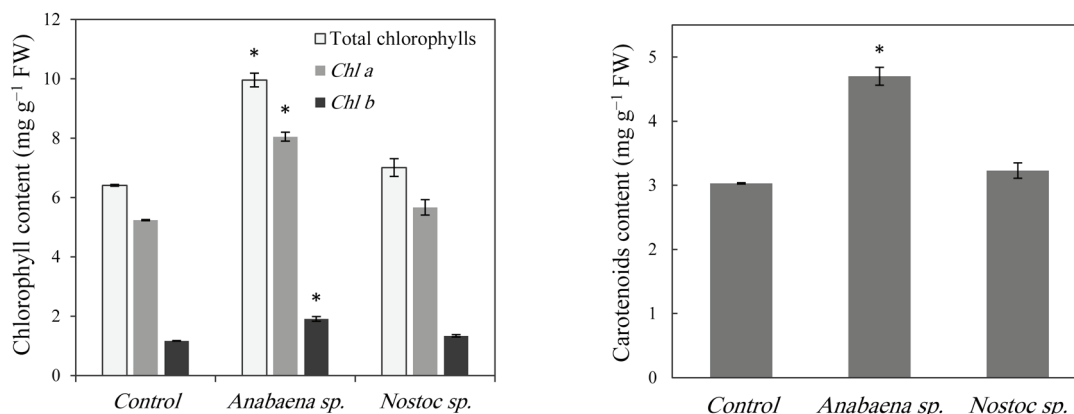 Chlorophyll content (mg g⁻¹ FW)
12
10
8
6
4
2
0
Total chlorophylls
Chl a
Chl b
*
*
*
Control
Anabaena sp.
Nostoc sp.
Carotenoids content (mg g⁻¹ FW)
5
4
3
2
1
0
*
Control
Anabaena sp.
Nostoc sp.